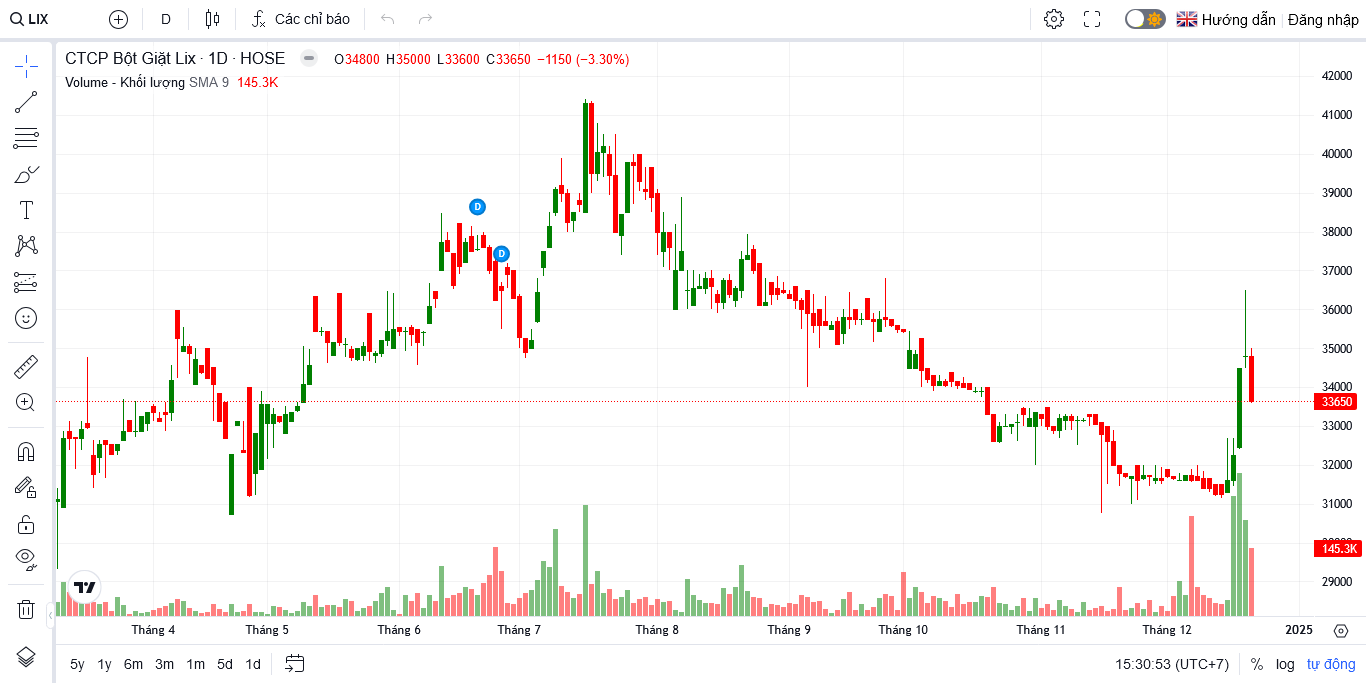 LIX D Các chỉ báo Hướng dẫn Đăng nhập
CTCP Bột Giặt Lix · 1D · HOSE O34800 H35000 L33600 C33650 −1150 (−3.30%)
Volume - Khối lượng SMA 9 145.3K
42000
41000
40000
39000
38000
37000
36000
35000
34000
33650
33000
32000
31000
145.3K
29000
D
D
Tháng 4 Tháng 5 Tháng 6 Tháng 7 Tháng 8 Tháng 9 Tháng 10 Tháng 11 Tháng 12 2025
5y 1y 6m 3m 1m 5d 1d 15:30:53 (UTC+7) % log tự động